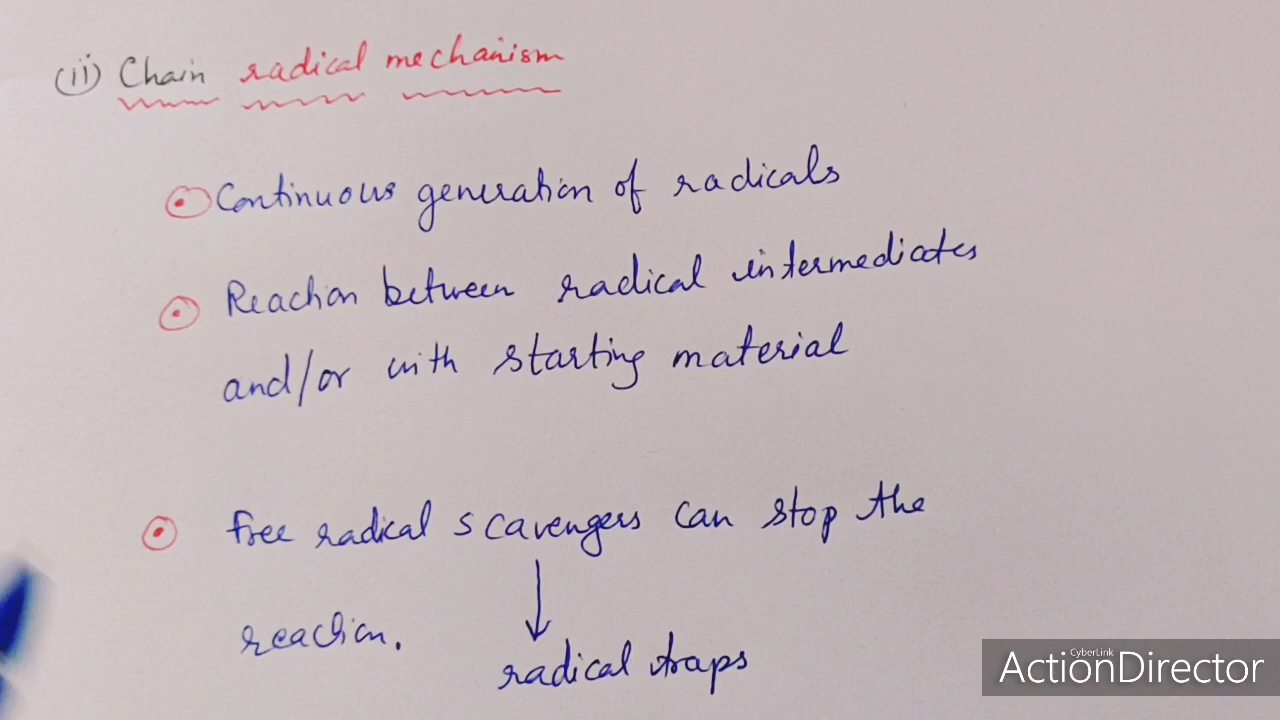 (ii) Chain radical mechanism
Continuous generation of radicals
Reaction between radical intermediates
and/or with starting material
free radical scavengers can stop the
reaction.
radical traps
CyberLink
ActionDirector